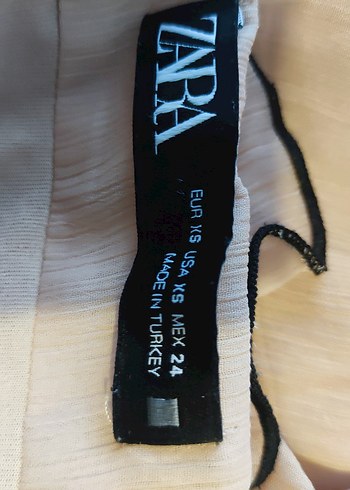 ZARA
EUR XS USA XS MEX 24
MADE IN TURKEY